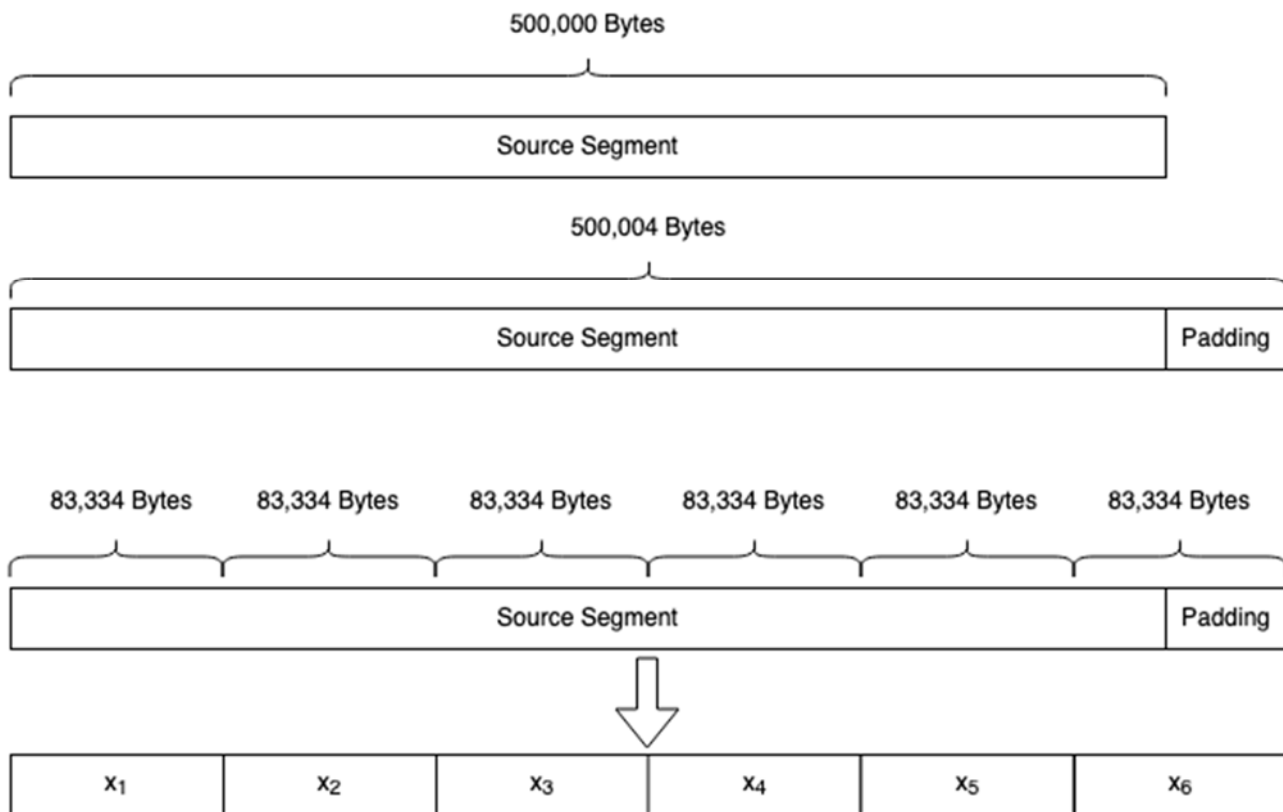 500,000 Bytes
Source Segment
500,004 Bytes
Source Segment Padding
83,334 Bytes 83,334 Bytes 83,334 Bytes 83,334 Bytes 83,334 Bytes 83,334 Bytes
Source Segment Padding
x₁ x₂ x₃ x₄ x₅ x₆